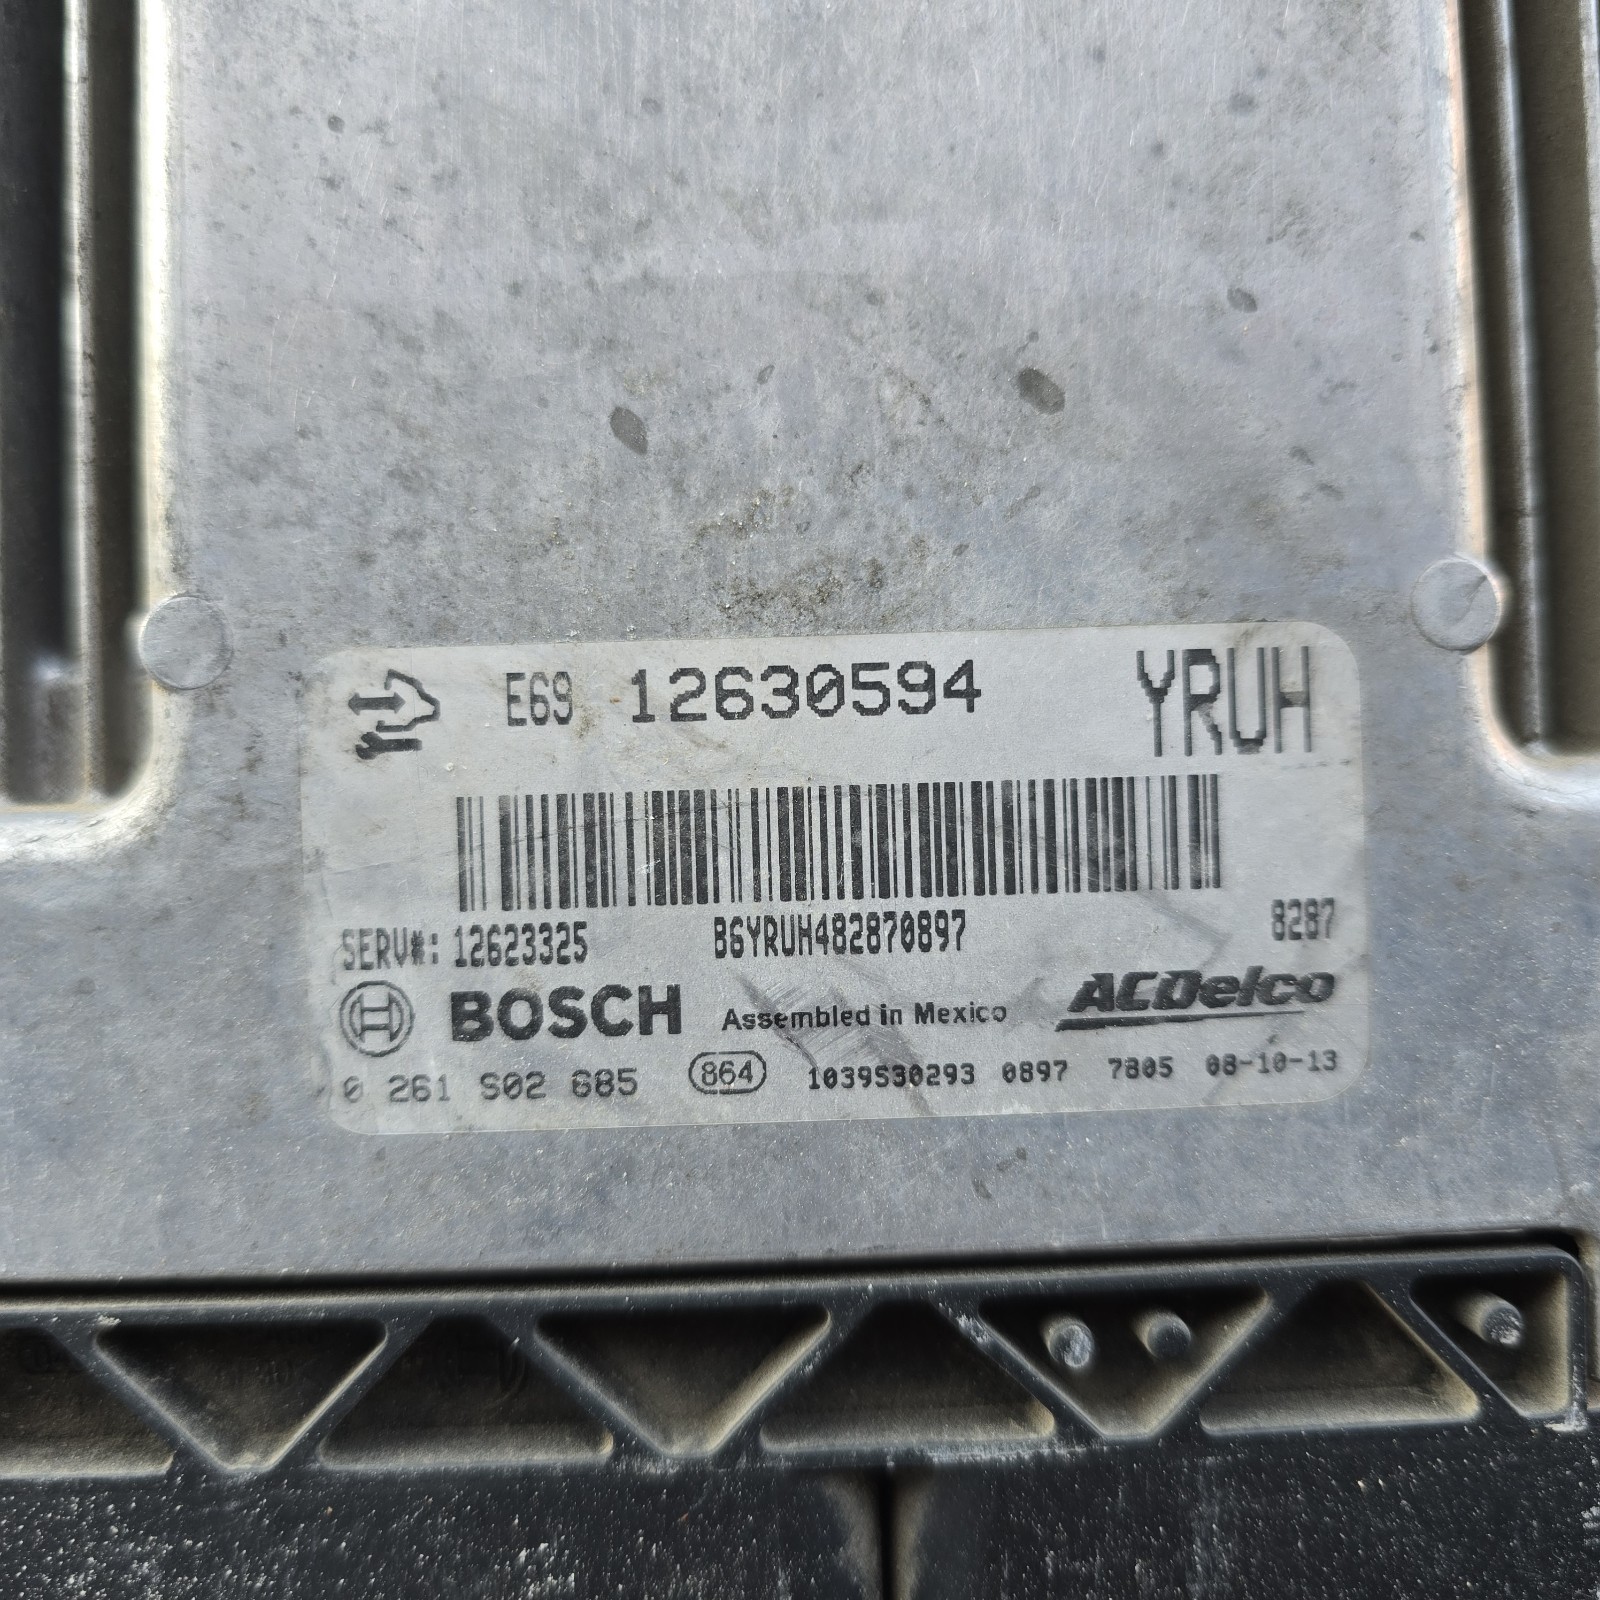 E69 12630594 YRUH
SERV#: 12623325 B6YRUH482870897 8287
BOSCH Assembled in Mexico ACDelco
0 261 S02 685 864 1039S30293 0897 7805 08-10-13